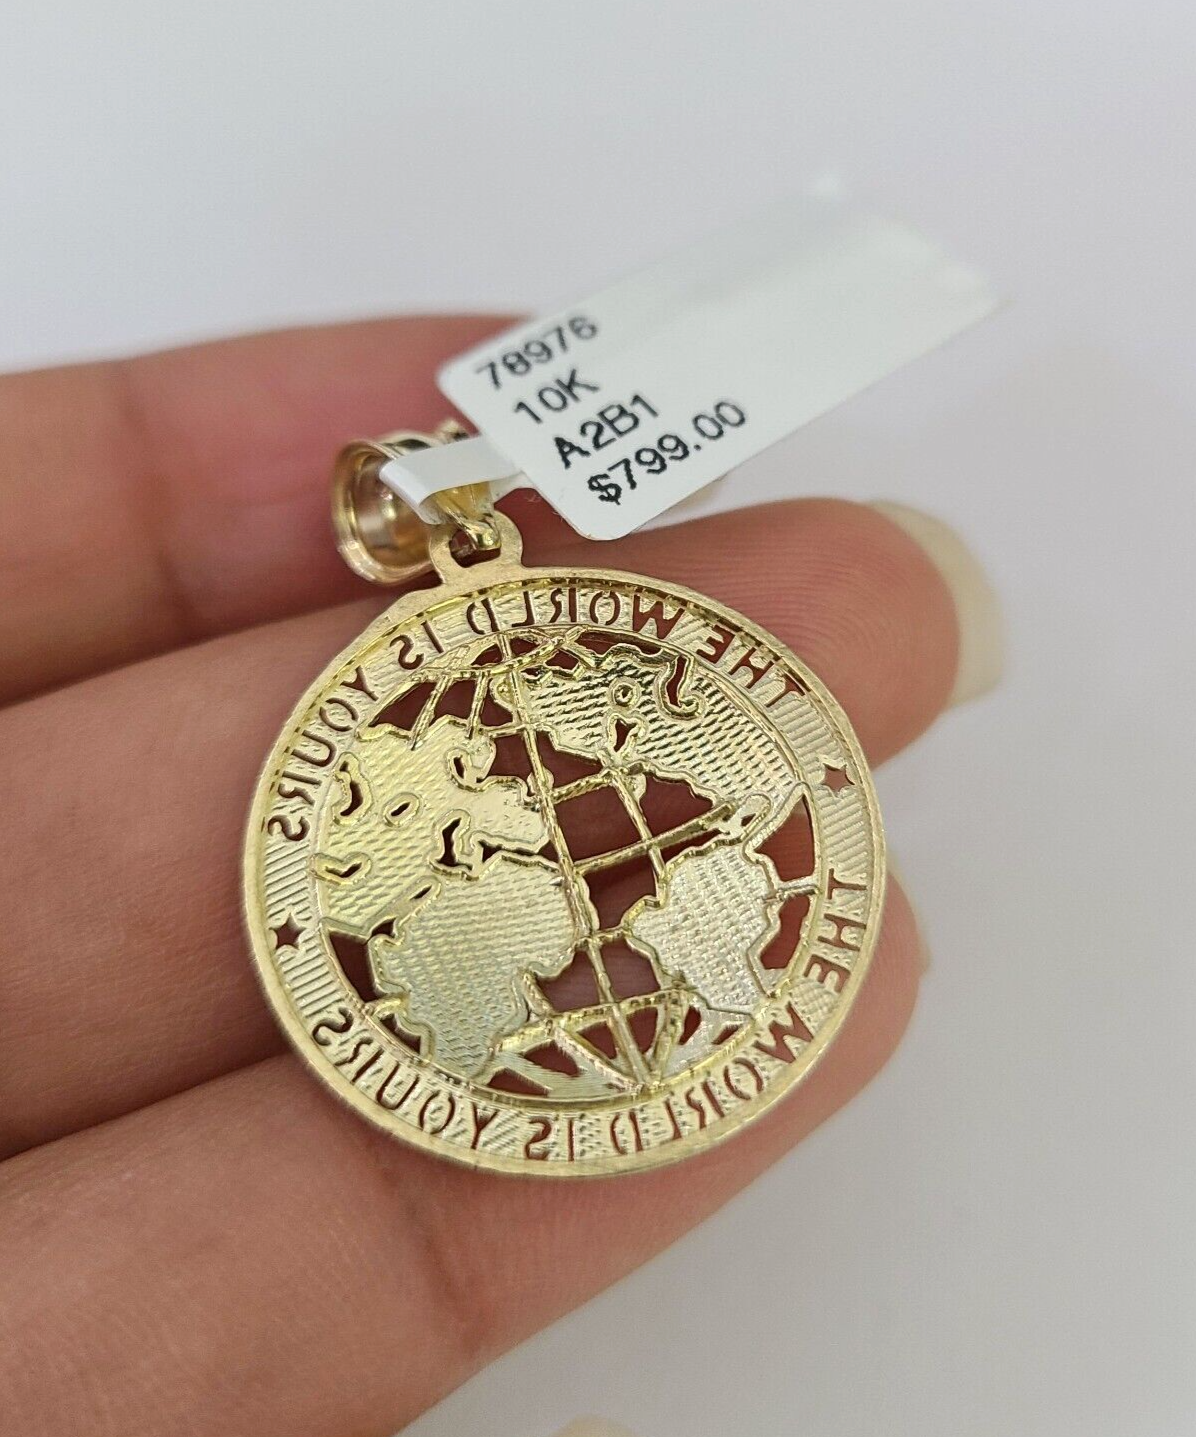 78976
10K
A2B1
$799.00
THE WORLD IS YOURS
THE WORLD IS YOURS